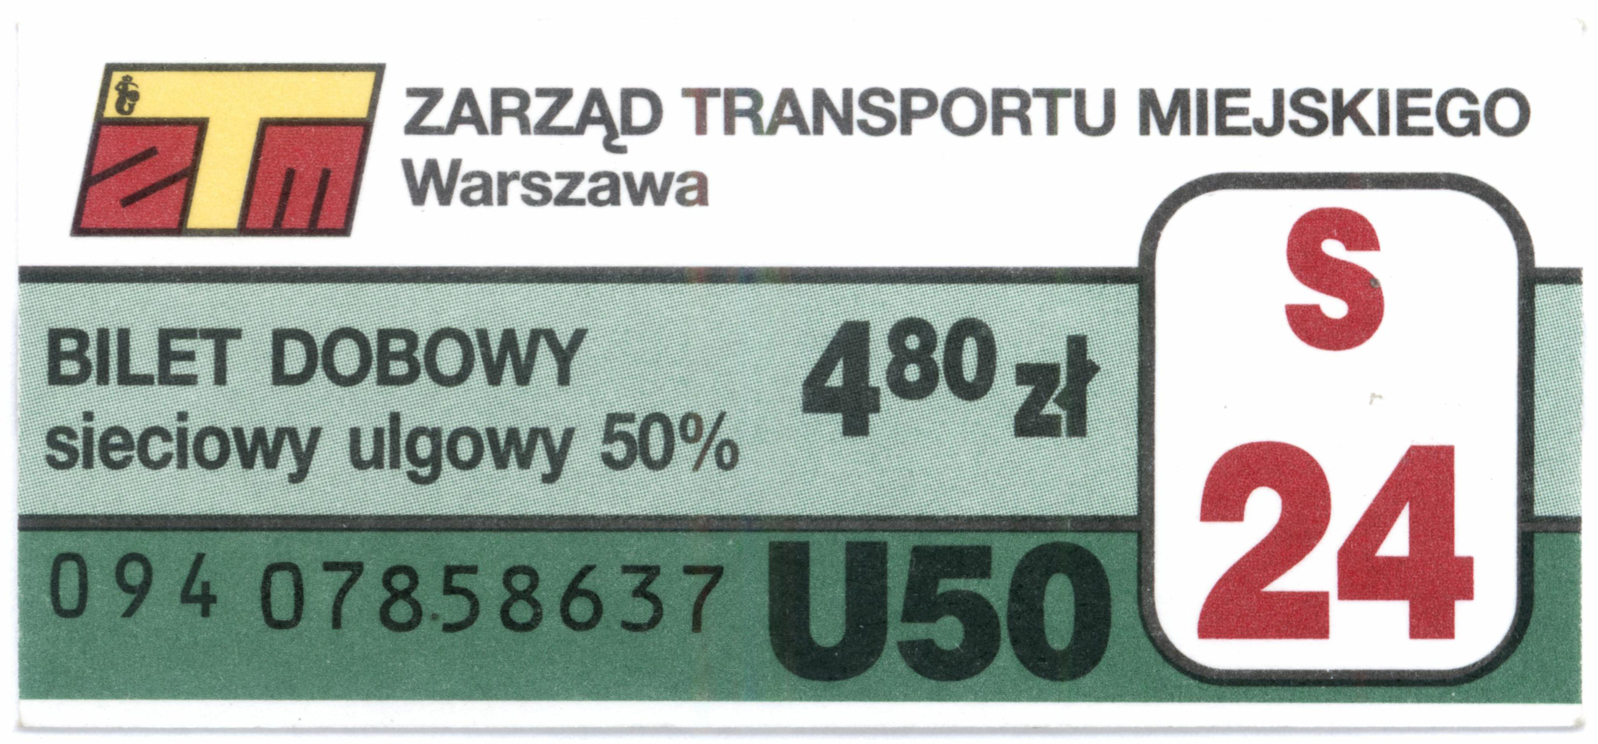 ZTM
ZARZĄD TRANSPORTU MIEJSKIEGO
Warszawa
S
24
BILET DOBOWY
sieciowy ulgowy 50%
4 80 zł
094 07858637
U50